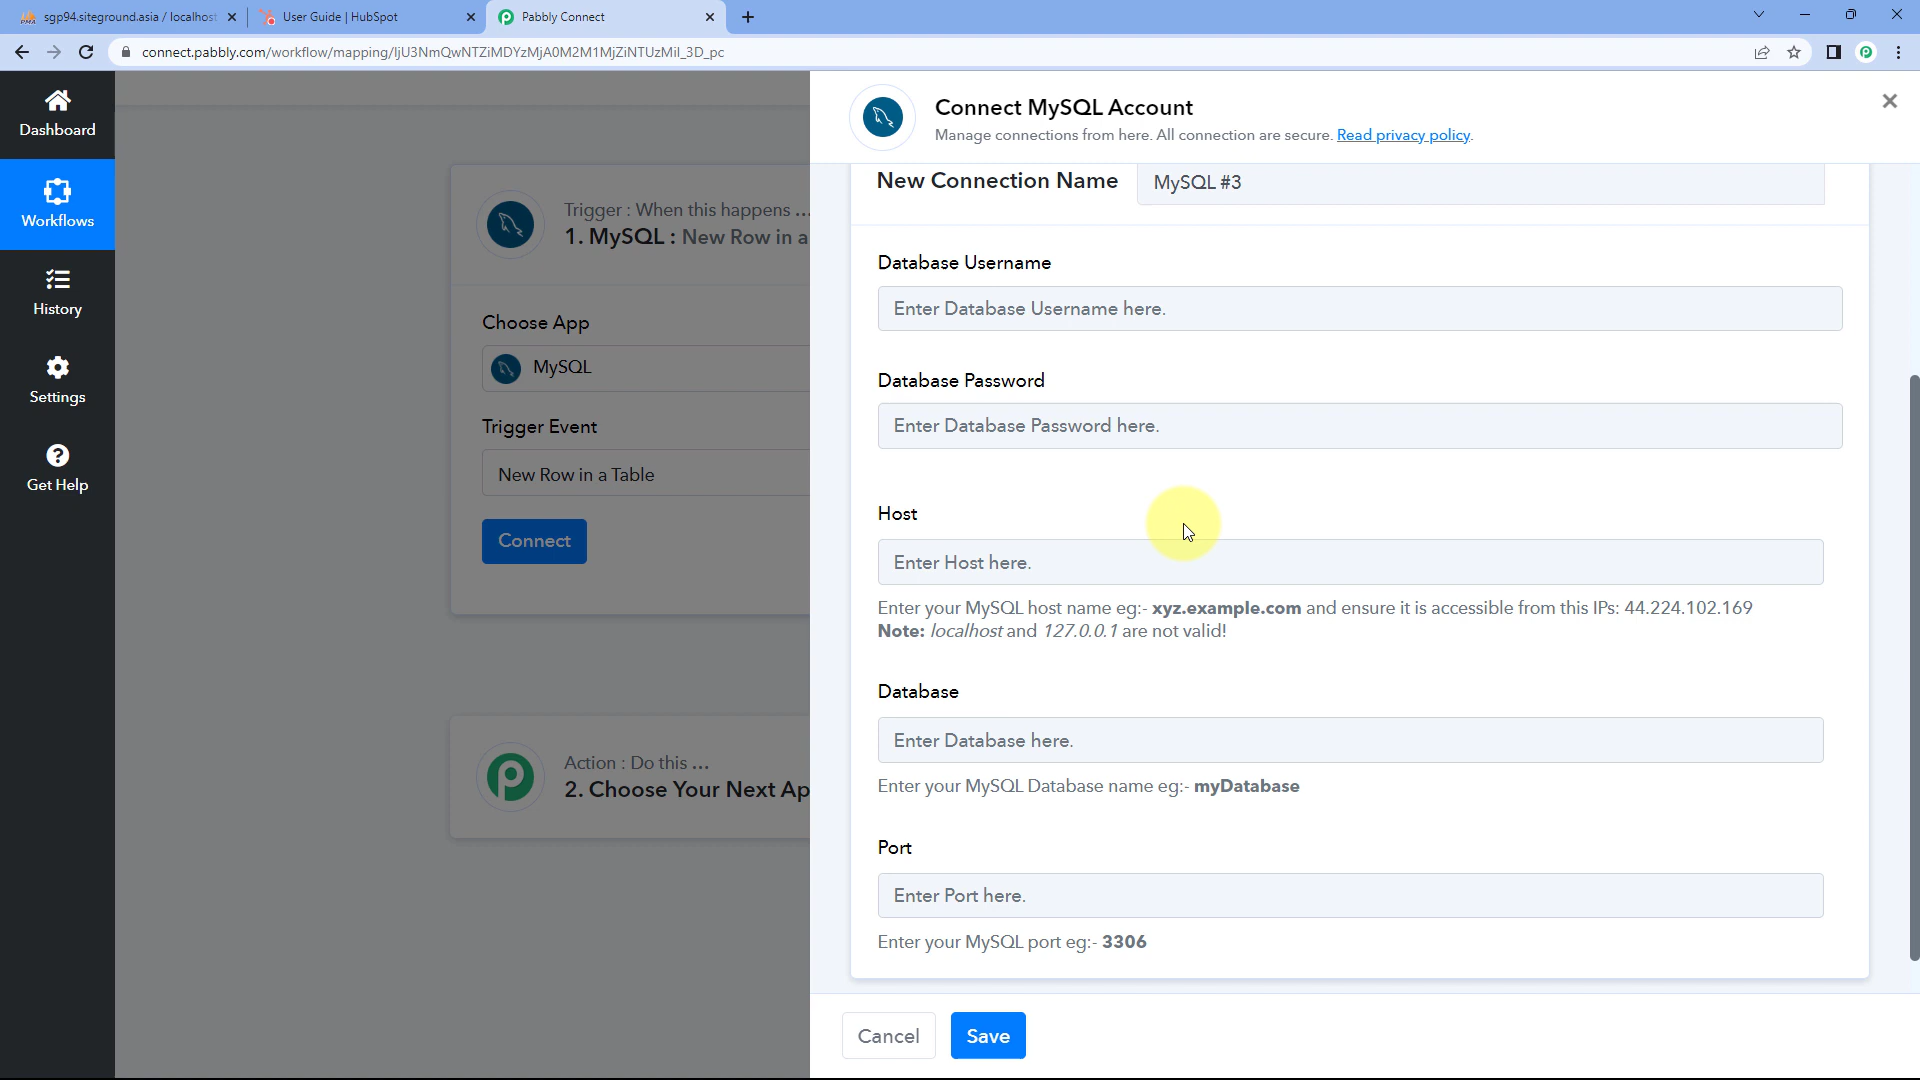 sgp94.siteground.asia / localhost
User Guide | HubSpot
Pabbly Connect
Dashboard
Workflows
History
Settings
Get Help
Trigger : When this happens ...
1. MySQL : New Row in a
Choose App
MySQL
Trigger Event
New Row in a Table
Connect
Action : Do this ...
2. Choose Your Next Ap
Connect MySQL Account
Manage connections from here. All connection are secure. Read privacy policy.
New Connection Name
MySQL #3
Database Username
Enter Database Username here.
Database Password
Enter Database Password here.
Host
Enter Host here.
Enter your MySQL host name eg:- xyz.example.com and ensure it is accessible from this IPs: 44.224.102.169
Note: localhost and 127.0.0.1 are not valid!
Database
Enter Database here.
Enter your MySQL Database name eg:- myDatabase
Port
Enter Port here.
Enter your MySQL port eg:- 3306
Cancel
Save